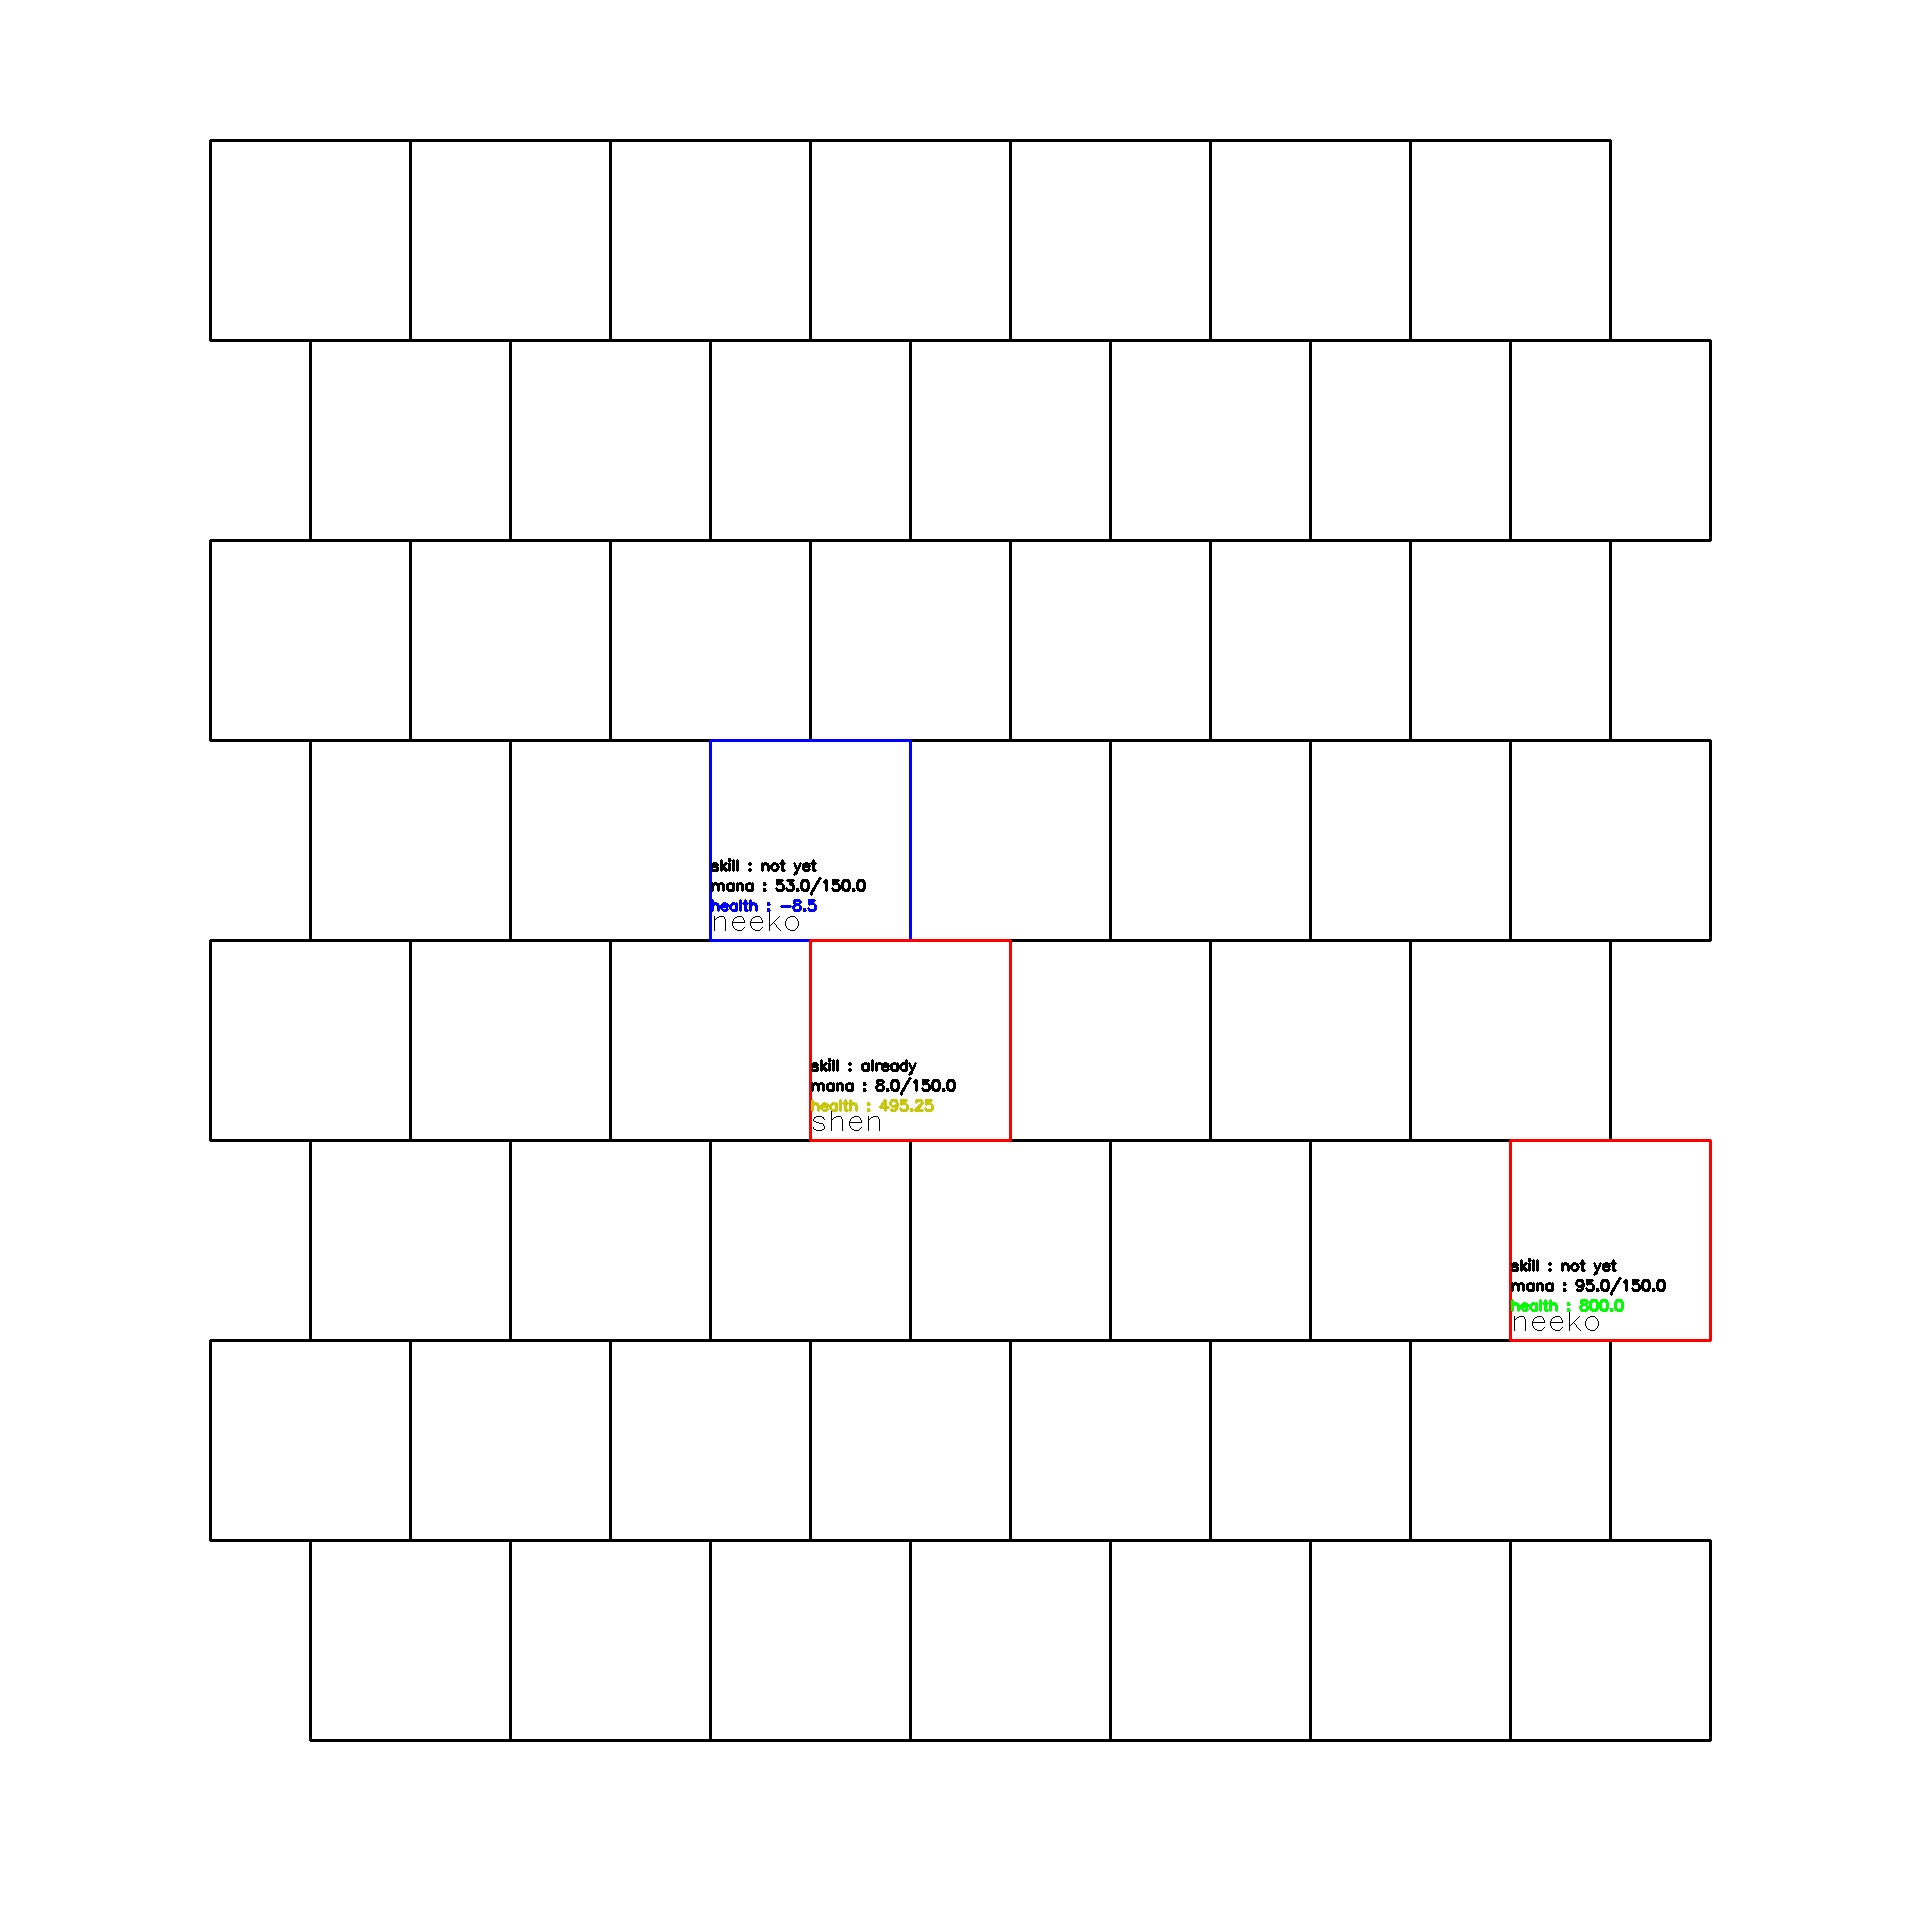 skill : not yet
mana : 53.0/150.0
health : -8.5
neeko
skill : already
mana : 8.0/150.0
health : 495.25
shen
skill : not yet
mana : 95.0/150.0
health : 800.0
neeko